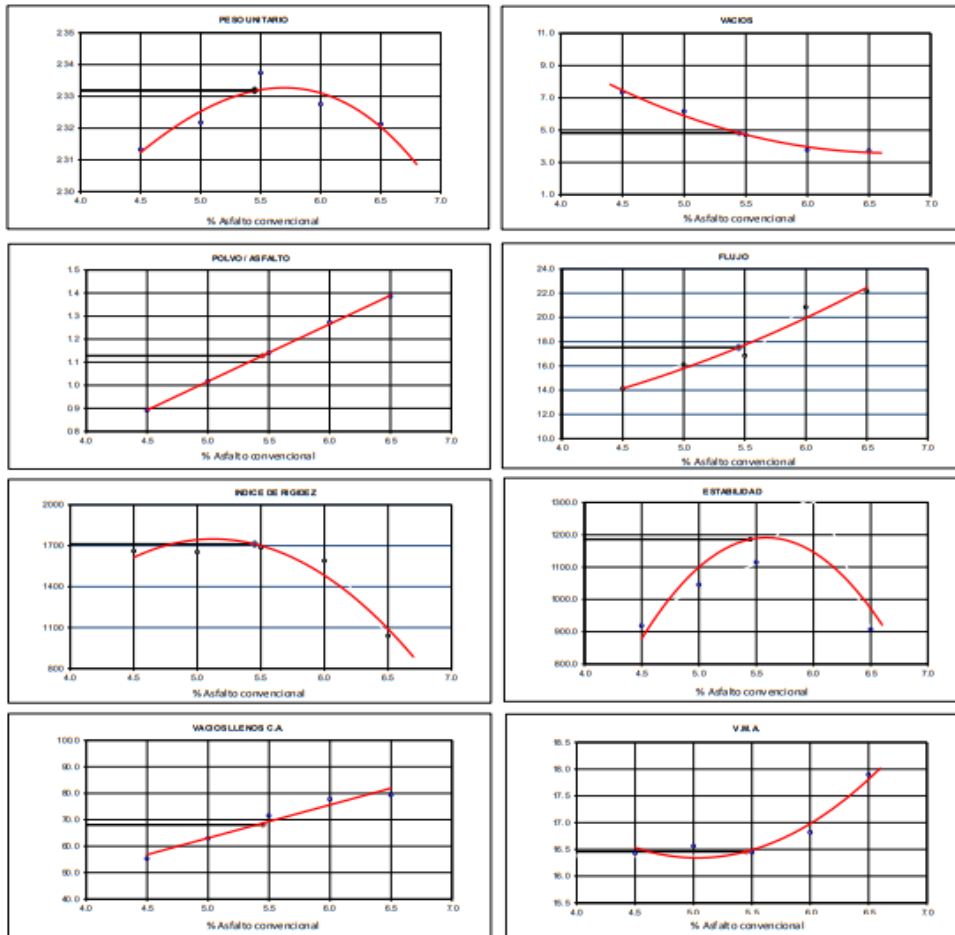 PESO UNITARIO
2.35
2.34
2.33
2.32
2.31
2.30
4.0 4.5 5.0 5.5 6.0 6.5 7.0
% Asfalto convencional
VACIOS
11.0
9.0
7.0
5.0
3.0
1.0
4.0 4.5 5.0 5.5 6.0 6.5 7.0
% Asfalto convencional
POLVO / ASFALTO
1.5
1.4
1.3
1.2
1.1
1.0
0.9
0.8
4.0 4.5 5.0 5.5 6.0 6.5 7.0
% Asfalto convencional
FLUJO
24.0
22.0
20.0
18.0
16.0
14.0
12.0
10.0
4.0 4.5 5.0 5.5 6.0 6.5 7.0
% Asfalto convencional
INDICE DE RIGIDEZ
2000
1700
1400
1100
800
4.0 4.5 5.0 5.5 6.0 6.5 7.0
% Asfalto convencional
ESTABILIDAD
1300.0
1200.0
1100.0
1000.0
900.0
800.0
4.0 4.5 5.0 5.5 6.0 6.5 7.0
% Asfalto convencional
VACIOS LLENOS C.A.
100.0
90.0
80.0
70.0
60.0
50.0
40.0
4.0 4.5 5.0 5.5 6.0 6.5 7.0
% Asfalto convencional
V.M.A.
18.5
18.0
17.5
17.0
16.5
16.0
15.5
4.0 4.5 5.0 5.5 6.0 6.5 7.0
% Asfalto convencional